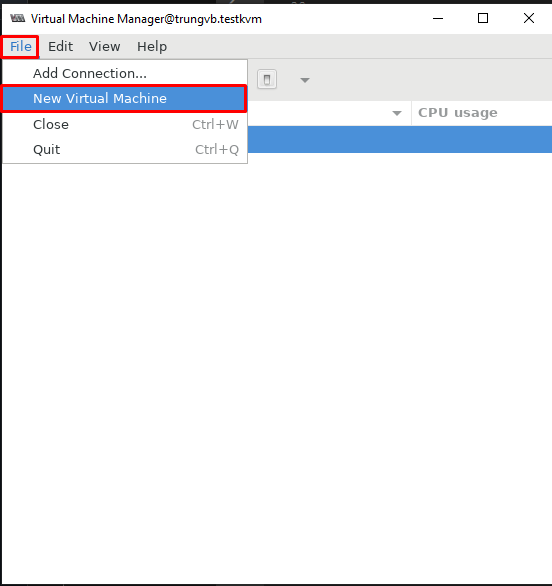 Virtual Machine Manager@trungvb.testkvm
File Edit View Help
Add Connection...
New Virtual Machine
CPU usage
Close Ctrl+W
Quit Ctrl+Q